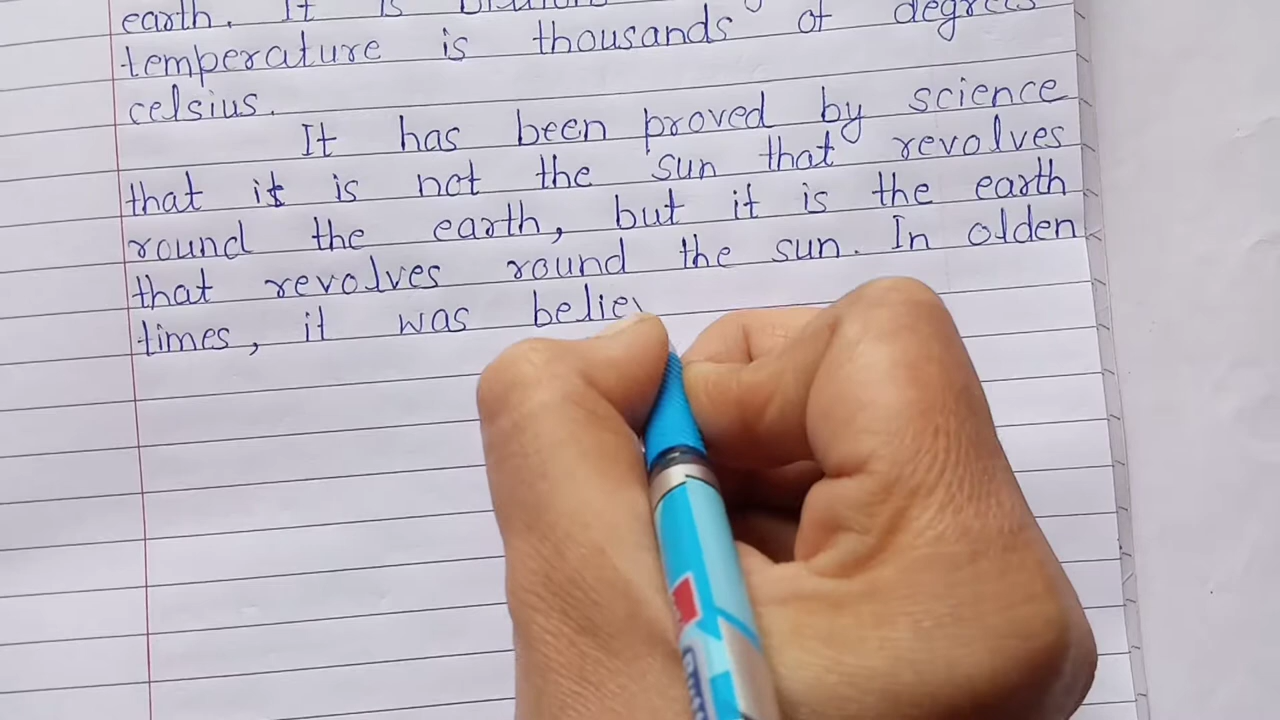 earth. It is
temperature is thousands of degrees
celsius.
It has been proved by science
that it is not the sun that revolves
round the earth, but it is the earth
that revolves round the sun. In olden
times, it was believ